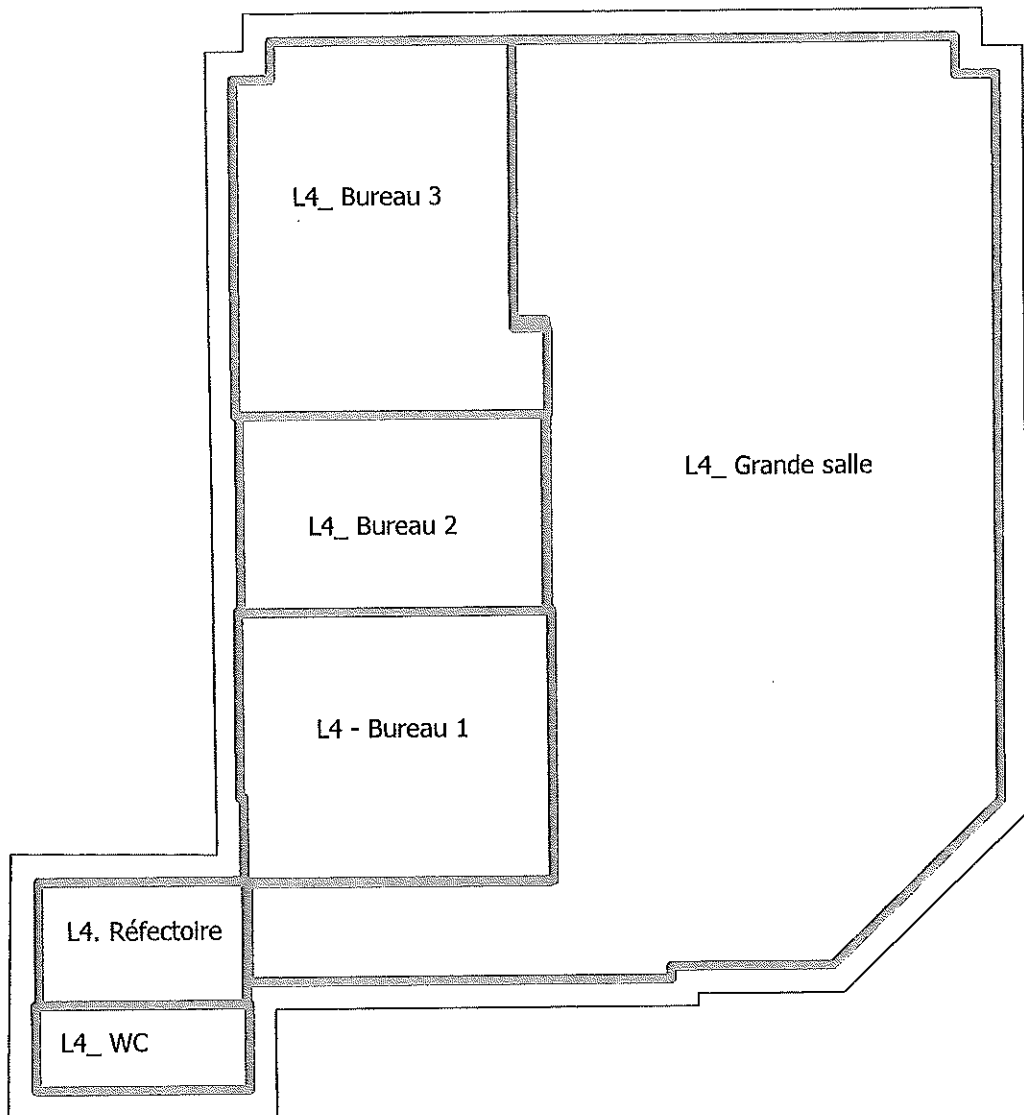 L4_ Bureau 3
L4_ Grande salle
L4_ Bureau 2
L4 - Bureau 1
L4. Réfectoire
L4_ WC